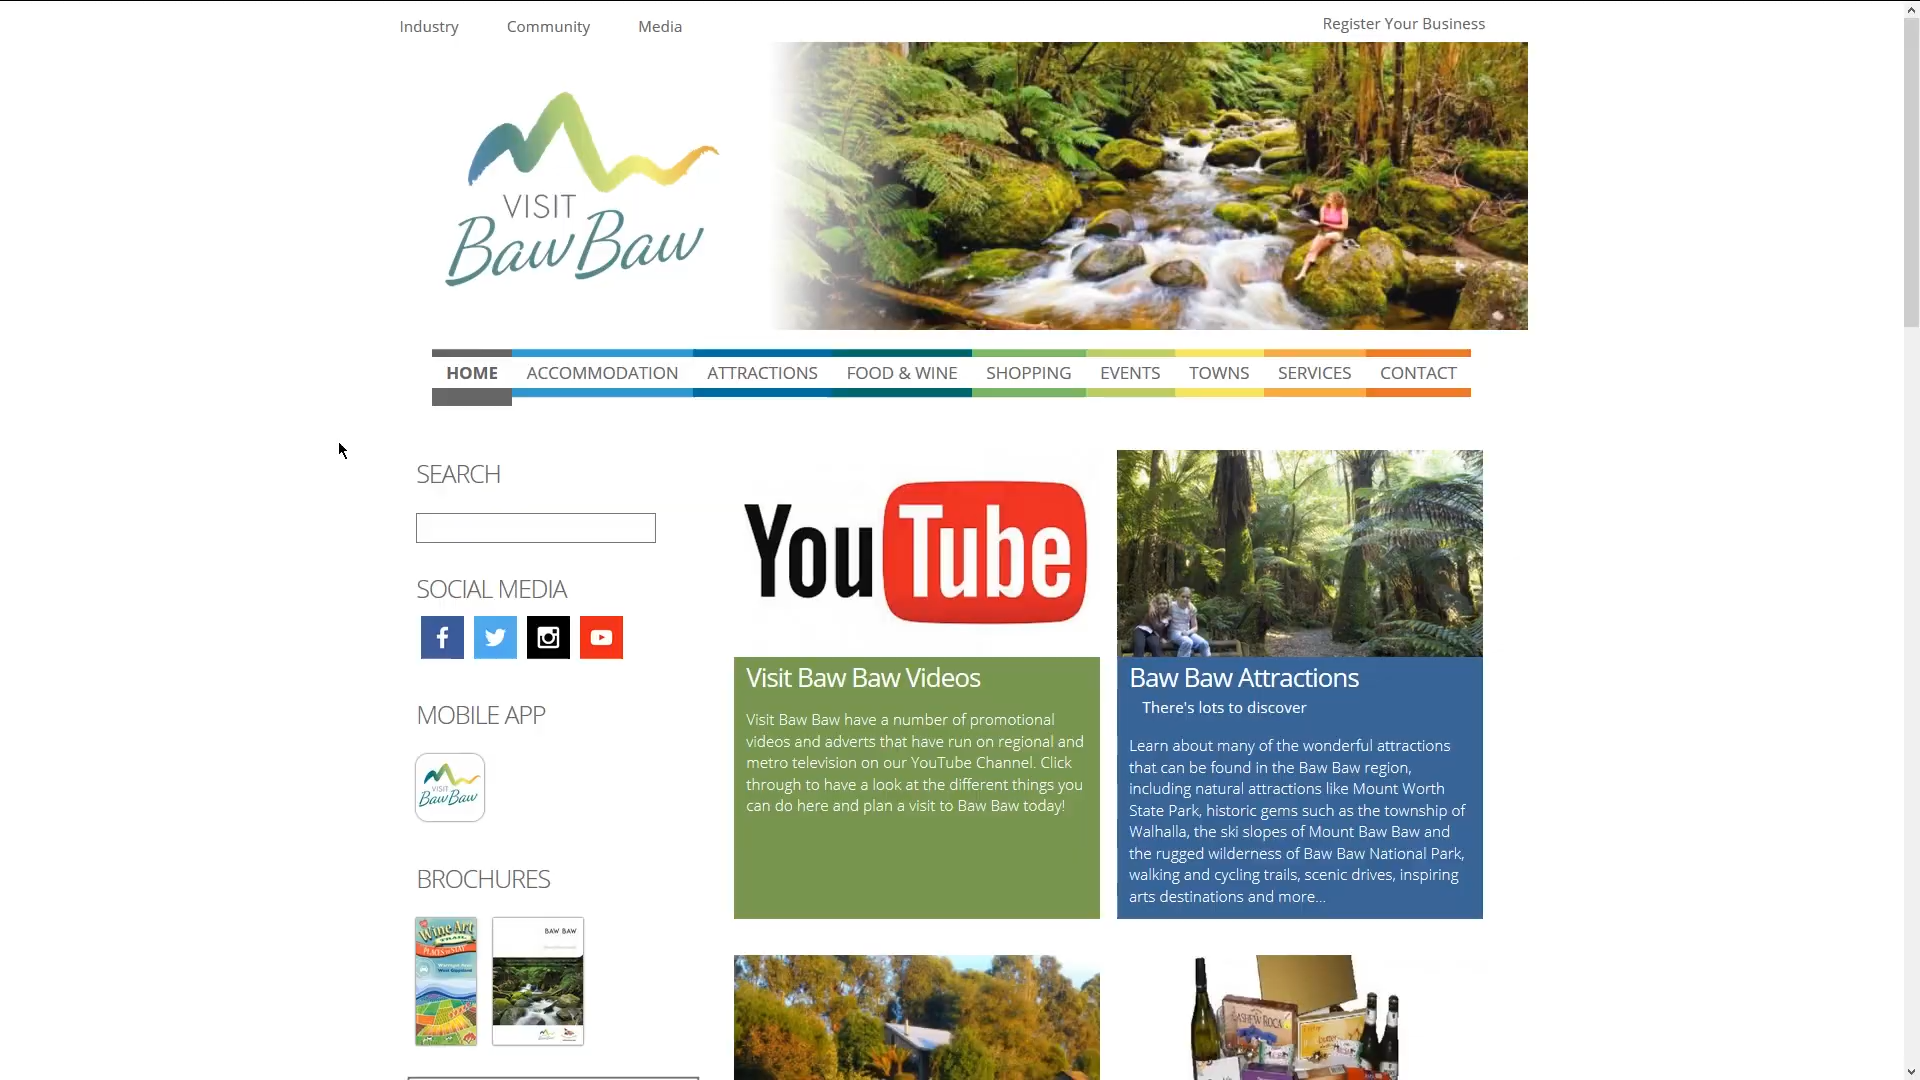 Industry
Community
Media
Register Your Business
VISIT
Baw Baw
HOME
ACCOMMODATION
ATTRACTIONS
FOOD & WINE
SHOPPING
EVENTS
TOWNS
SERVICES
CONTACT
SEARCH
SOCIAL MEDIA
MOBILE APP
VISIT
Baw Baw
BROCHURES
Wine Art
TRAIL
PLACES to STAY
BAW BAW
YouTube
Visit Baw Baw Videos
Visit Baw Baw have a number of promotional
videos and adverts that have run on regional and
metro television on our YouTube Channel. Click
through to have a look at the different things you
can do here and plan a visit to Baw Baw today!
Baw Baw Attractions
There's lots to discover
Learn about many of the wonderful attractions
that can be found in the Baw Baw region,
including natural attractions like Mount Worth
State Park, historic gems such as the township of
Walhalla, the ski slopes of Mount Baw Baw and
the rugged wilderness of Baw Baw National Park,
walking and cycling trails, scenic drives, inspiring
arts destinations and more...